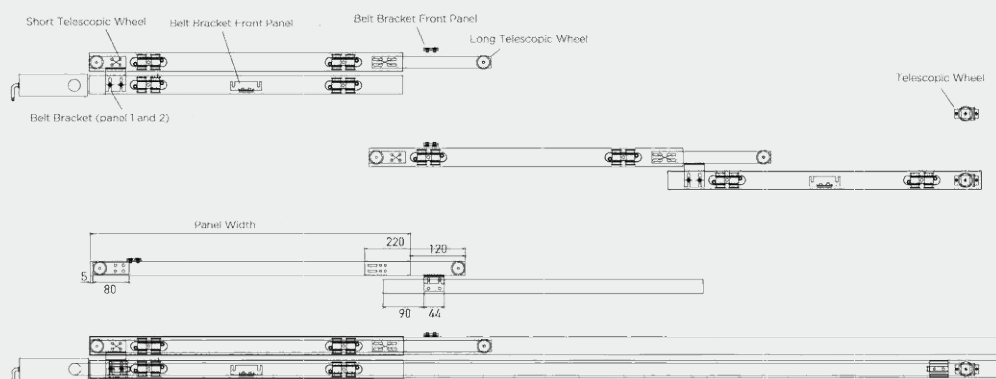 Belt Bracket Front Panel
Short Telescopic Wheel
Belt Bracket Front Panel
Long Telescopic Wheel
Telescopic Wheel
Belt Bracket (panel 1 and 2)
Panel Width
220
120
5
80
90
44